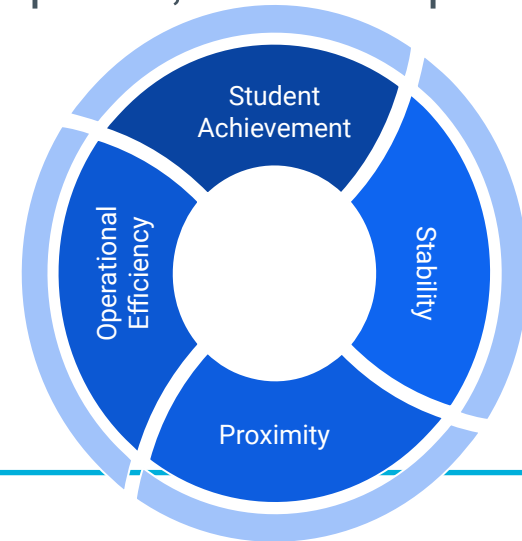 Student
Achievement
Stability
Proximity
Operational
Efficiency